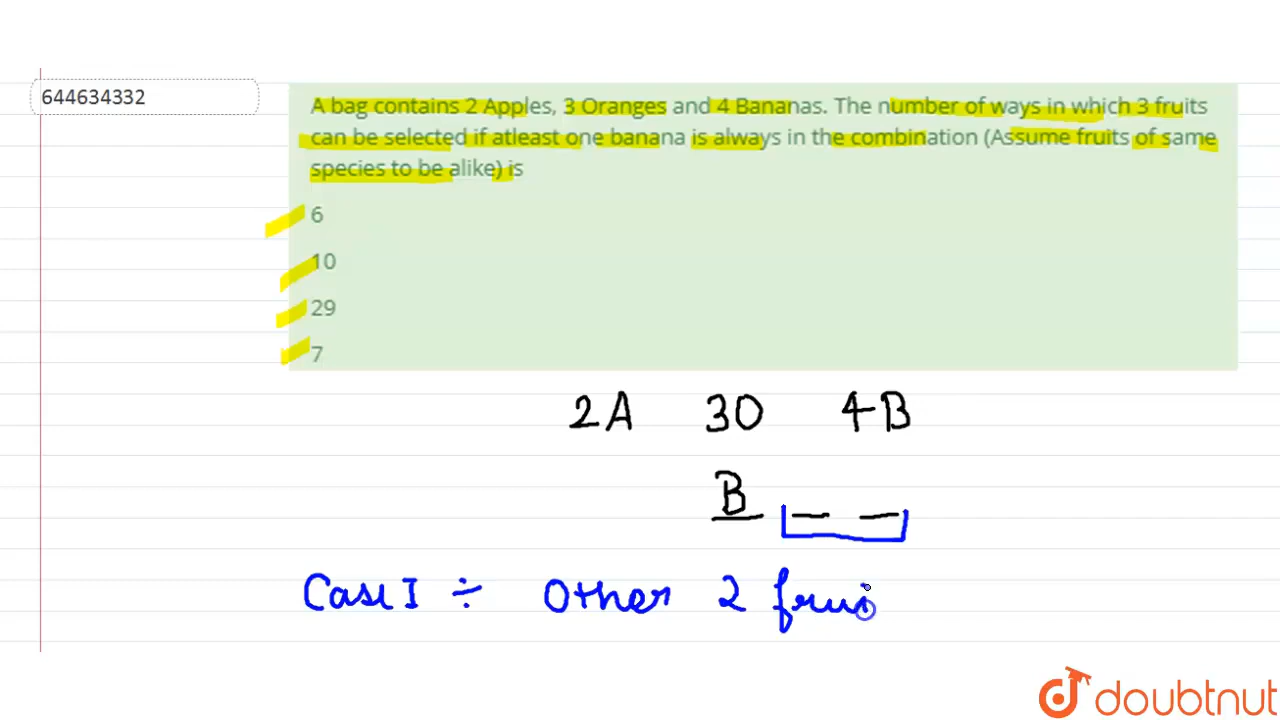 644634332
A bag contains 2 Apples, 3 Oranges and 4 Bananas. The number of ways in which 3 fruits
can be selected if atleast one banana is always in the combination (Assume fruits of same
species to be alike) is
6
10
29
7
2A 3O 4B
B _ _
Case I ÷ Other 2 frui
doubtnut